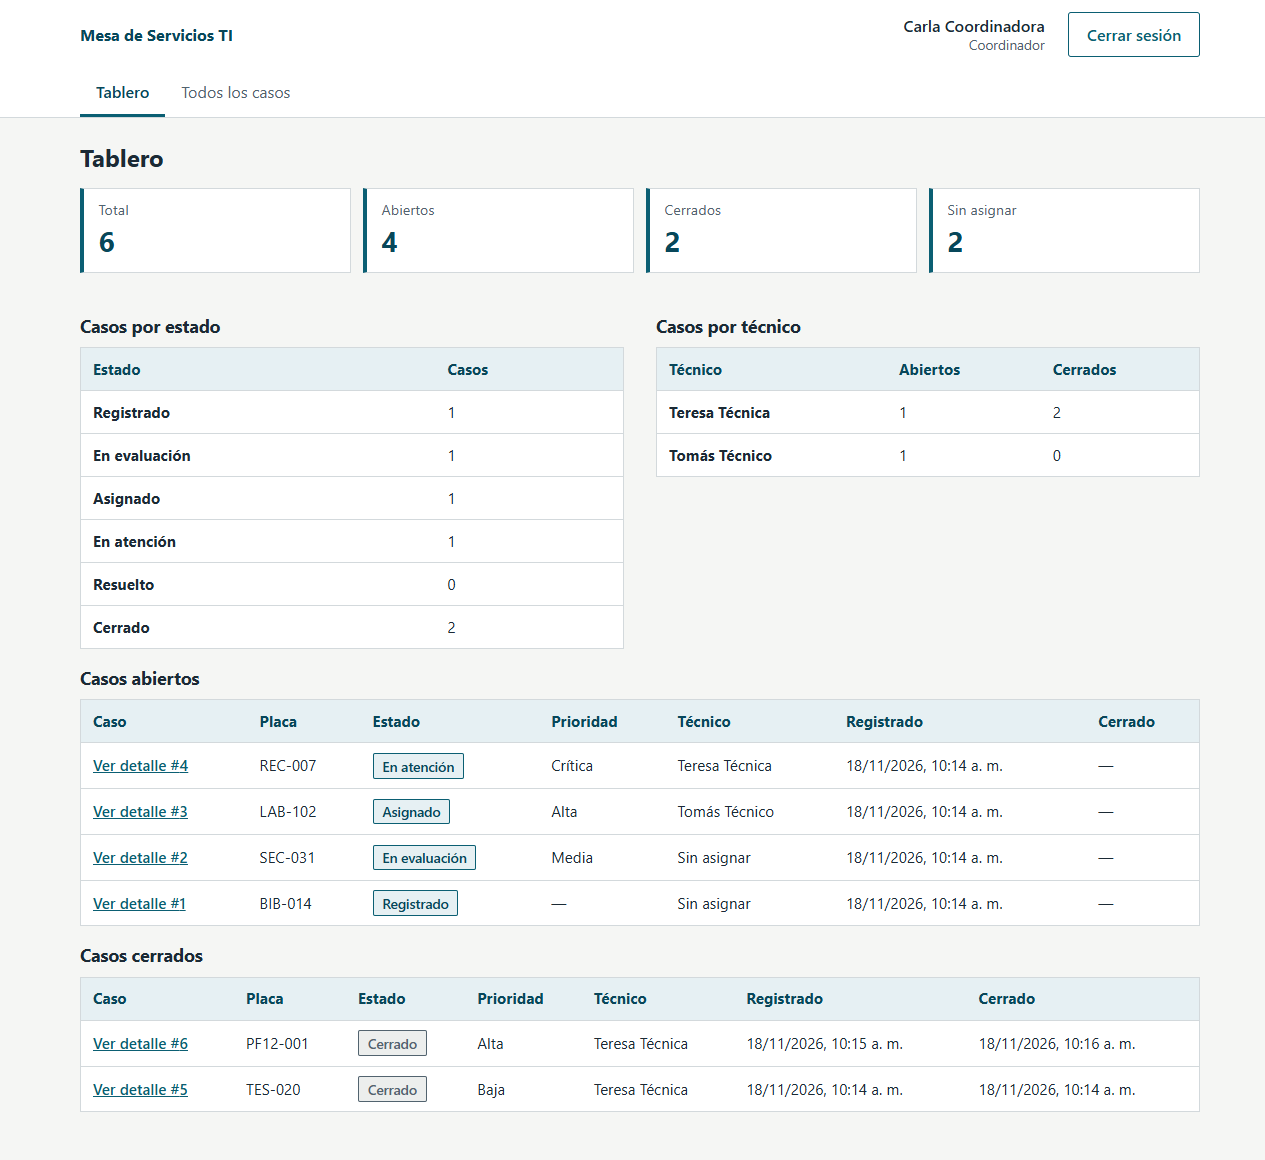 Mesa de Servicios TI
Carla Coordinadora
Coordinador
Cerrar sesión
Tablero
Todos los casos
Tablero
Total
6
Abiertos
4
Cerrados
2
Sin asignar
2
Casos por estado
Estado Casos
Registrado 1
En evaluación 1
Asignado 1
En atención 1
Resuelto 0
Cerrado 2
Casos por técnico
Técnico Abiertos Cerrados
Teresa Técnica 1 2
Tomás Técnico 1 0
Casos abiertos
Caso Placa Estado Prioridad Técnico Registrado Cerrado
Ver detalle #4 REC-007 En atención Crítica Teresa Técnica 18/11/2026, 10:14 a. m. —
Ver detalle #3 LAB-102 Asignado Alta Tomás Técnico 18/11/2026, 10:14 a. m. —
Ver detalle #2 SEC-031 En evaluación Media Sin asignar 18/11/2026, 10:14 a. m. —
Ver detalle #1 BIB-014 Registrado — Sin asignar 18/11/2026, 10:14 a. m. —
Casos cerrados
Caso Placa Estado Prioridad Técnico Registrado Cerrado
Ver detalle #6 PF12-001 Cerrado Alta Teresa Técnica 18/11/2026, 10:15 a. m. 18/11/2026, 10:16 a. m.
Ver detalle #5 TES-020 Cerrado Baja Teresa Técnica 18/11/2026, 10:14 a. m. 18/11/2026, 10:14 a. m.